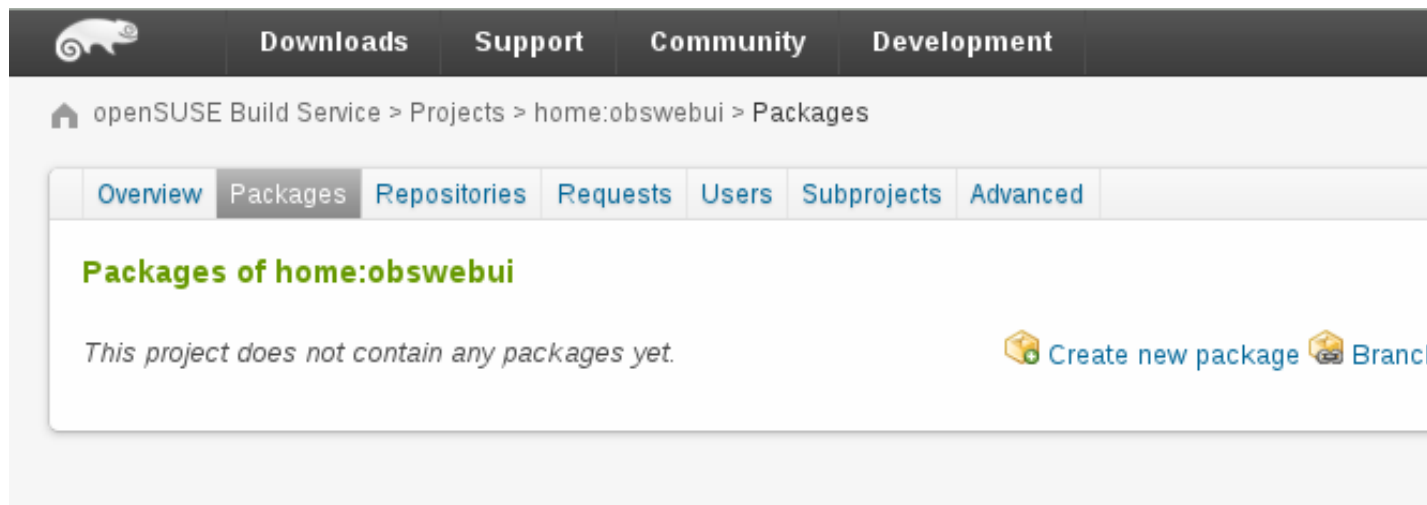 Downloads Support Community Development
openSUSE Build Service > Projects > home:obswebui > Packages
Overview Packages Repositories Requests Users Subprojects Advanced
Packages of home:obswebui
This project does not contain any packages yet. Create new package